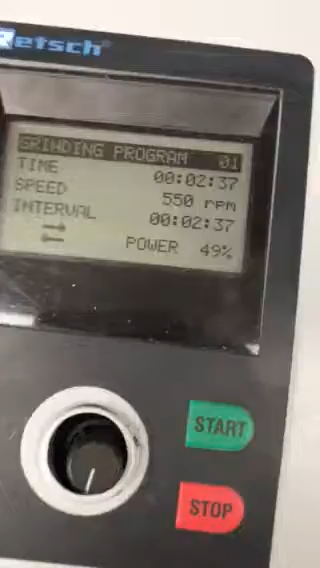 Retsch®
GRINDING PROGRAM 01
TIME 00:02:37
SPEED 550 rpm
INTERVAL 00:02:37
POWER 49%
START
STOP